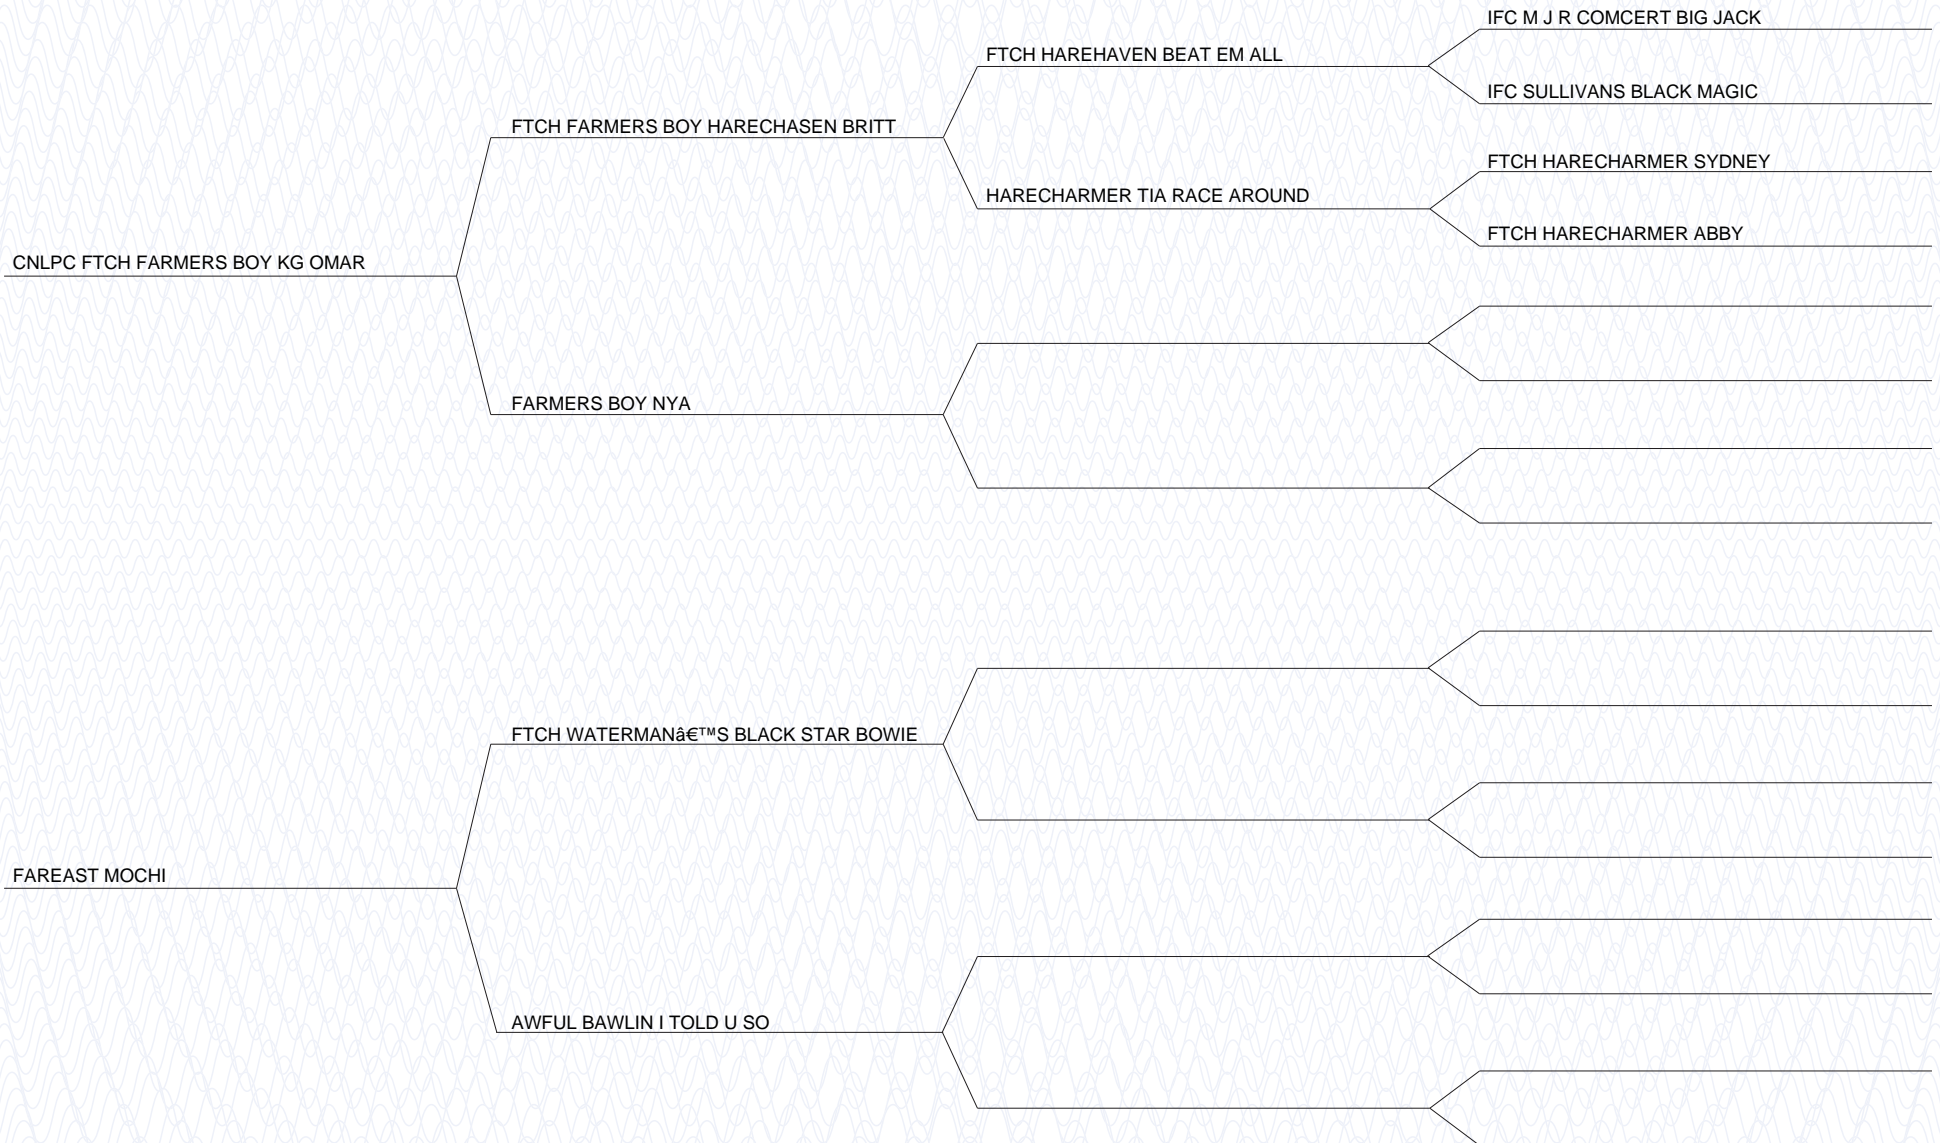 IFC M J R COMCERT BIG JACK
FTCH HAREHAVEN BEAT EM ALL
IFC SULLIVANS BLACK MAGIC
FTCH FARMERS BOY HARECHASEN BRITT
FTCH HARECHARMER SYDNEY
HARECHARMER TIA RACE AROUND
FTCH HARECHARMER ABBY
CNLPC FTCH FARMERS BOY KG OMAR
FARMERS BOY NYA
FTCH WATERMANâ€™S BLACK STAR BOWIE
FAREAST MOCHI
AWFUL BAWLIN I TOLD U SO